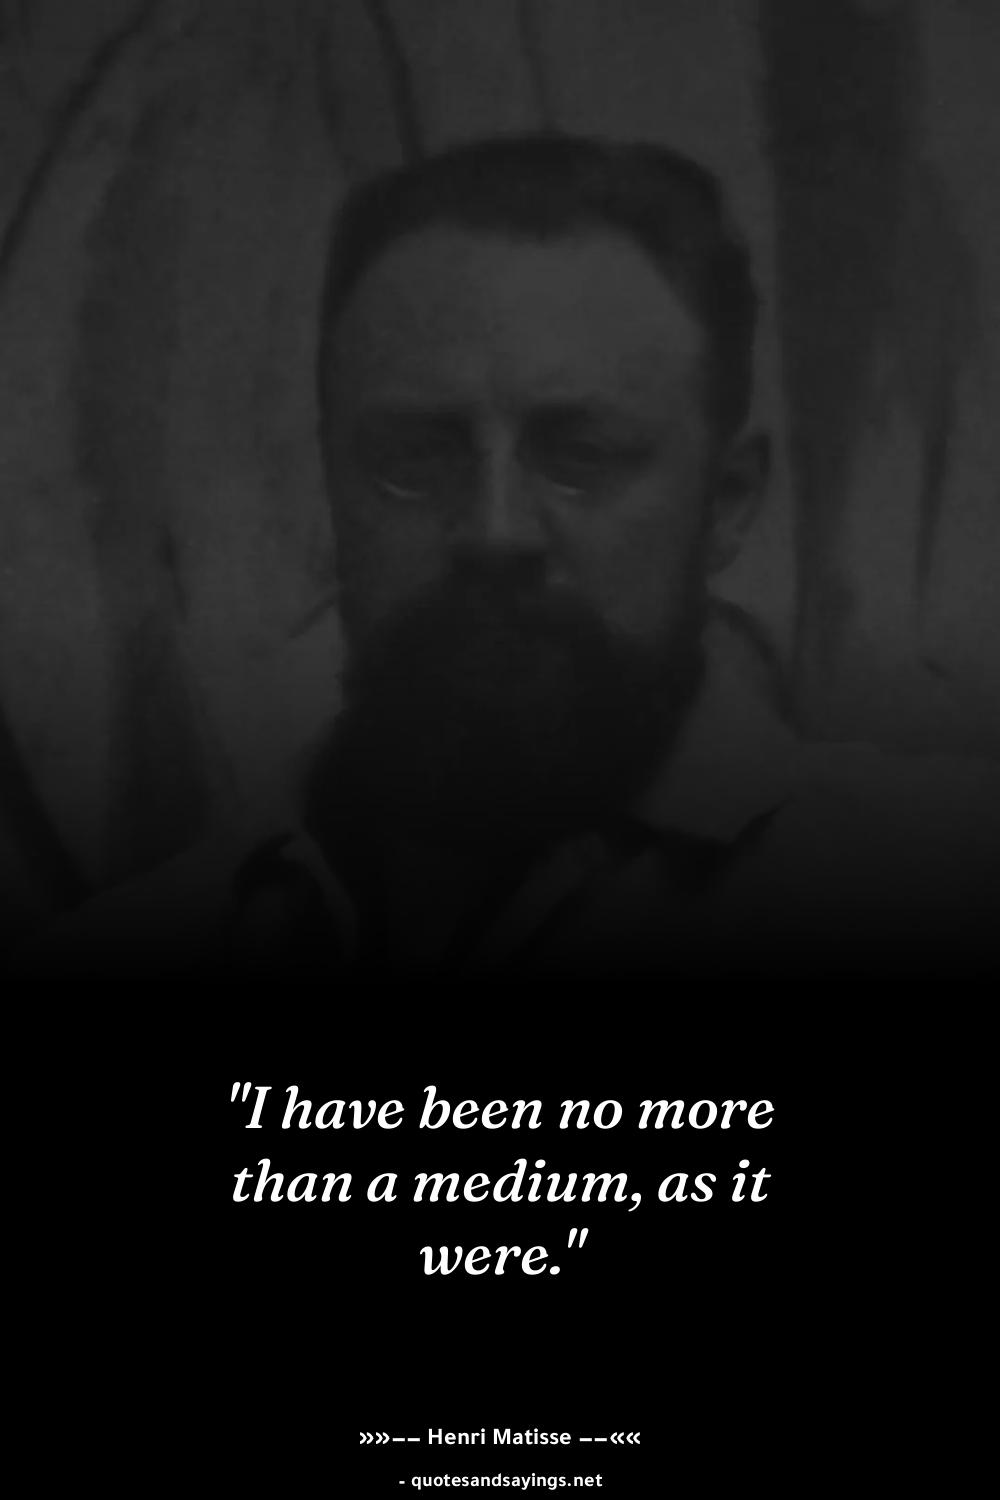 "I have been no more
than a medium, as it
were."
»»−− Henri Matisse −−««
- quotesandsayings.net